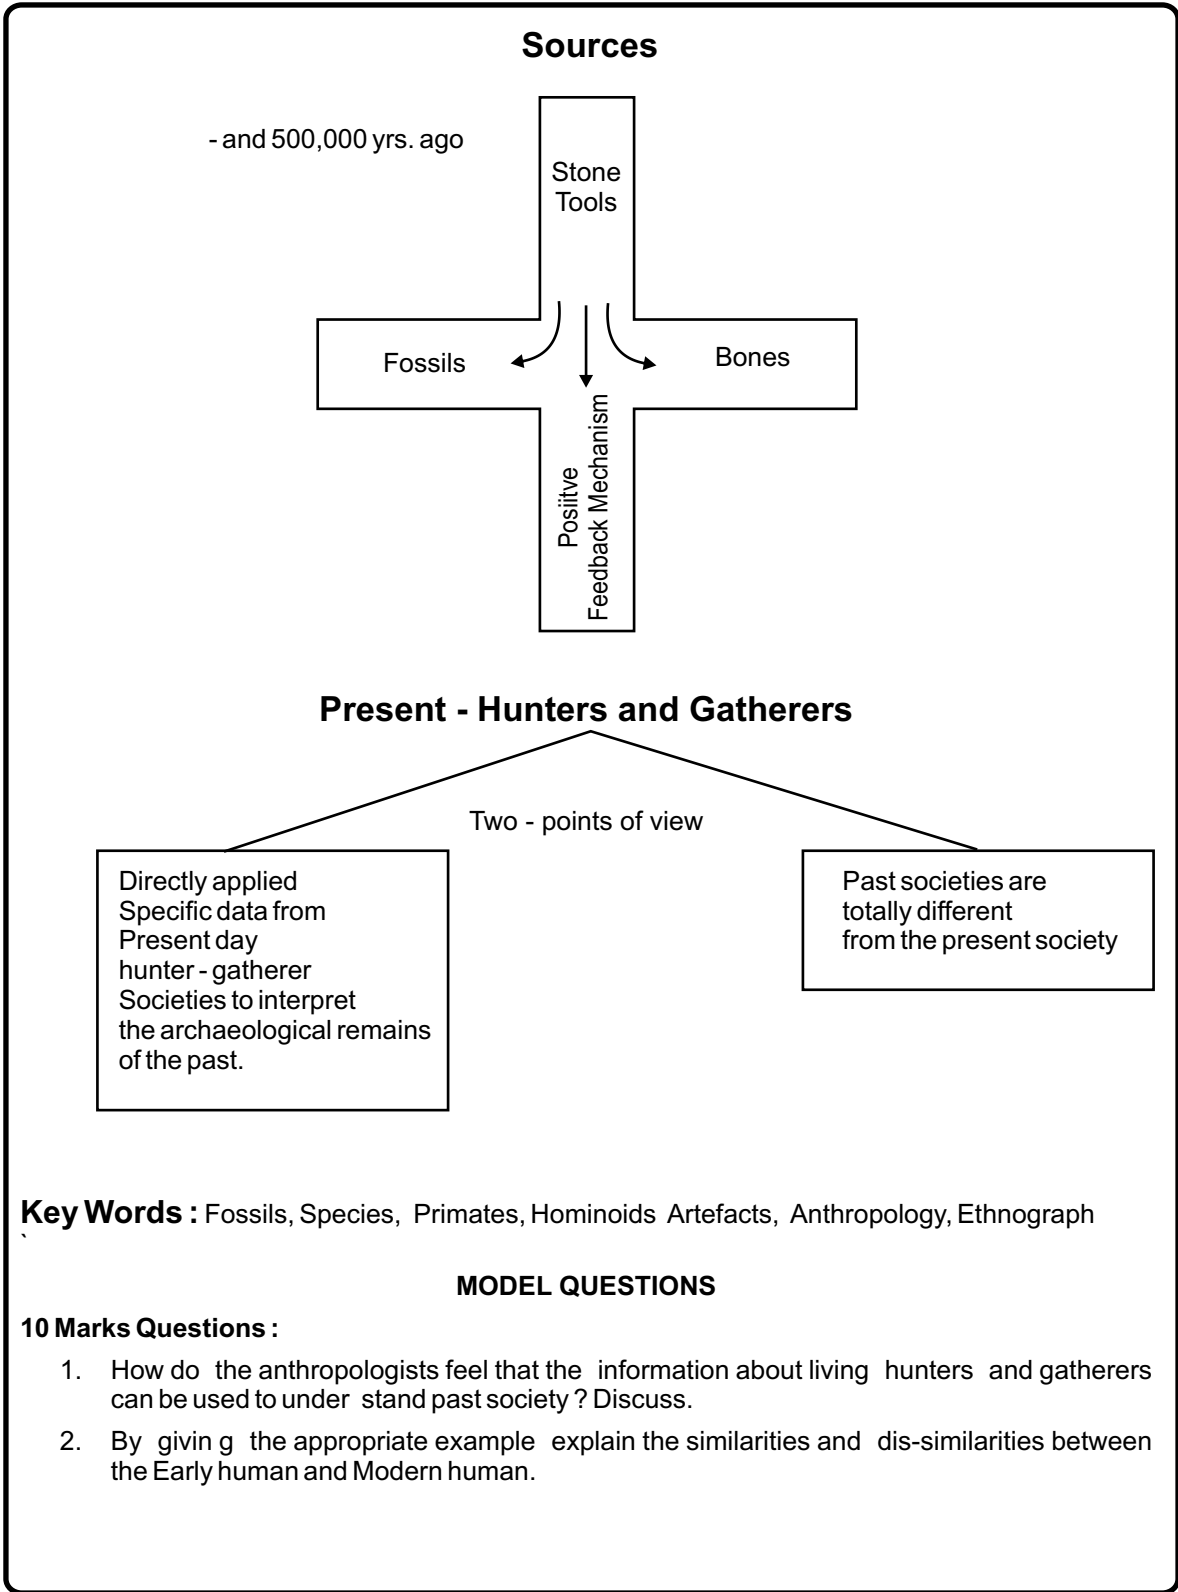 Sources
- and 500,000 yrs. ago
Stone
Tools
Fossils
Bones
Posiitve
Feedback Mechanism
Present - Hunters and Gatherers
Two - points of view
Directly applied
Specific data from
Present day
hunter - gatherer
Societies to interpret
the archaeological remains
of the past.
Past societies are
totally different
from the present society
Key Words : Fossils, Species, Primates, Hominoids Artefacts, Anthropology, Ethnograph
`
MODEL QUESTIONS
10 Marks Questions :
1. How do the anthropologists feel that the information about living hunters and gatherers
can be used to under stand past society ? Discuss.
2. By givin g the appropriate example explain the similarities and dis-similarities between
the Early human and Modern human.